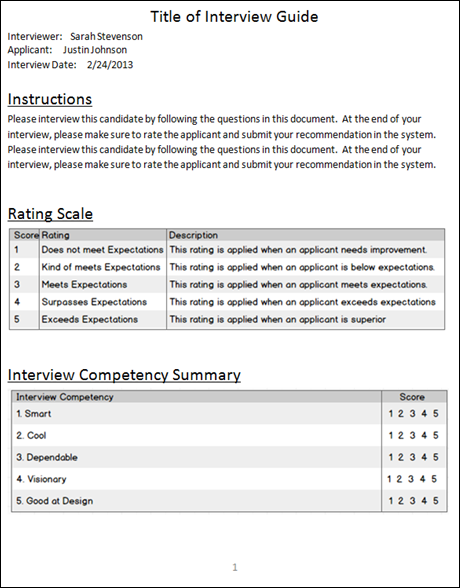 Title of Interview Guide
Interviewer: Sarah Stevenson
Applicant: Justin Johnson
Interview Date: 2/24/2013
Instructions
Please interview this candidate by following the questions in this document. At the end of your
interview, please make sure to rate the applicant and submit your recommendation in the system.
Please interview this candidate by following the questions in this document. At the end of your
interview, please make sure to rate the applicant and submit your recommendation in the system.
Rating Scale
Score Rating Description
1 Does not meet Expectations This rating is applied when an applicant needs improvement.
2 Kind of meets Expectations This rating is applied when an applicant is below expectations.
3 Meets Expectations This rating is applied when an applicant meets expectations.
4 Surpasses Expectations This rating is applied when an applicant exceeds expectations
5 Exceeds Expectations This rating is applied when an applicant is superior
Interview Competency Summary
Interview Competency Score
1. Smart 1 2 3 4 5
2. Cool 1 2 3 4 5
3. Dependable 1 2 3 4 5
4. Visionary 1 2 3 4 5
5. Good at Design 1 2 3 4 5
1